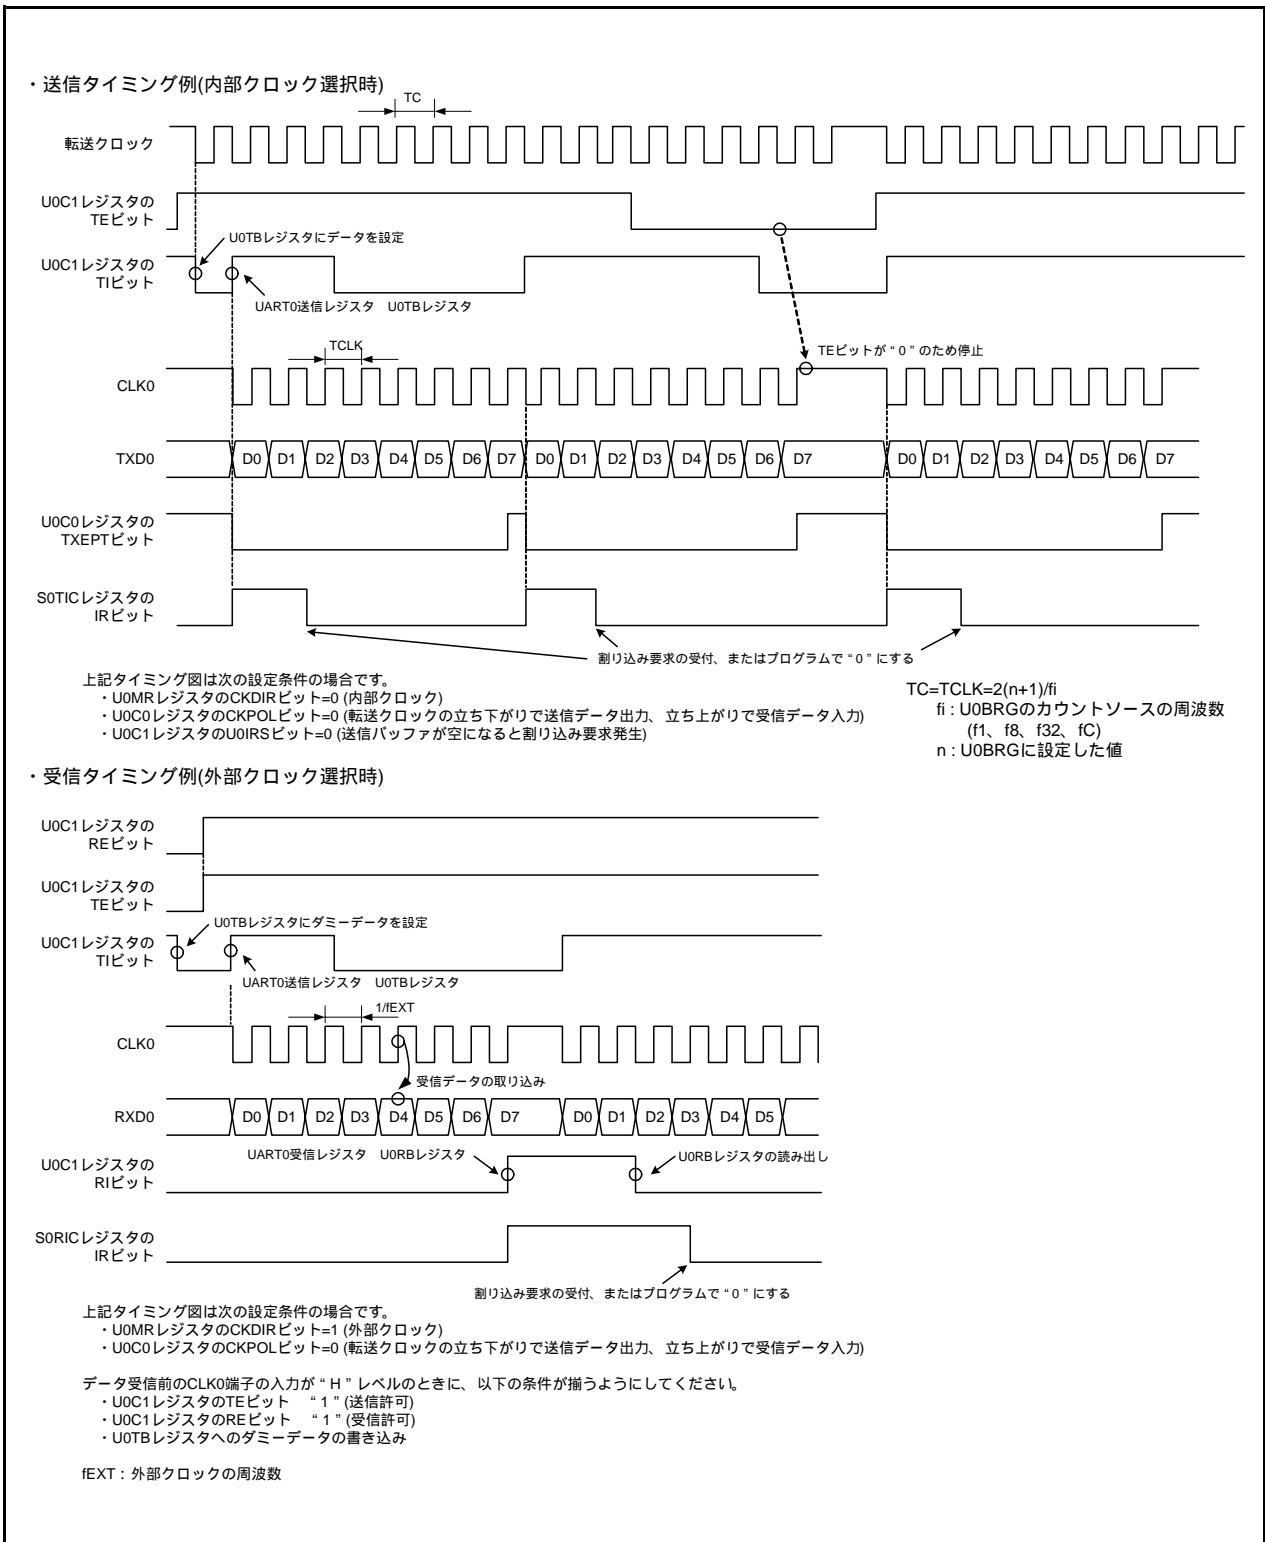 ・送信タイミング例(内部クロック選択時)
TC
転送クロック
U0C1レジスタの
TEビット
U0TBレジスタにデータを設定
U0C1レジスタの
TIビット
UART0送信レジスタ　U0TBレジスタ
TCLK
TEビットが“0”のため停止
CLK0
TXD0
D0 D1 D2 D3 D4 D5 D6 D7 D0 D1 D2 D3 D4 D5 D6 D7 D0 D1 D2 D3 D4 D5 D6 D7
U0C0レジスタの
TXEPTビット
S0TICレジスタの
IRビット
割り込み要求の受付、またはプログラムで“0”にする
上記タイミング図は次の設定条件の場合です。
・U0MRレジスタのCKDIRビット=0 (内部クロック)
・U0C0レジスタのCKPOLビット=0 (転送クロックの立ち下がりで送信データ出力、立ち上がりで受信データ入力)
・U0C1レジスタのU0IRSビット=0 (送信バッファが空になると割り込み要求発生)
TC=TCLK=2(n+1)/fi
fi : U0BRGのカウントソースの周波数
(f1、f8、f32、fC)
n : U0BRGに設定した値
・受信タイミング例(外部クロック選択時)
U0C1レジスタの
REビット
U0C1レジスタの
TEビット
U0TBレジスタにダミーデータを設定
U0C1レジスタの
TIビット
UART0送信レジスタ　U0TBレジスタ
1/fEXT
CLK0
受信データの取り込み
RXD0
D0 D1 D2 D3 D4 D5 D6 D7 D0 D1 D2 D3 D4 D5
UART0受信レジスタ　U0RBレジスタ
U0RBレジスタの読み出し
U0C1レジスタの
RIビット
S0RICレジスタの
IRビット
割り込み要求の受付、またはプログラムで“0”にする
上記タイミング図は次の設定条件の場合です。
・U0MRレジスタのCKDIRビット=1 (外部クロック)
・U0C0レジスタのCKPOLビット=0 (転送クロックの立ち下がりで送信データ出力、立ち上がりで受信データ入力)
データ受信前のCLK0端子の入力が“H”レベルのときに、以下の条件が揃うようにしてください。
・U0C1レジスタのTEビット　“1”(送信許可)
・U0C1レジスタのREビット　“1”(受信許可)
・U0TBレジスタへのダミーデータの書き込み
fEXT : 外部クロックの周波数